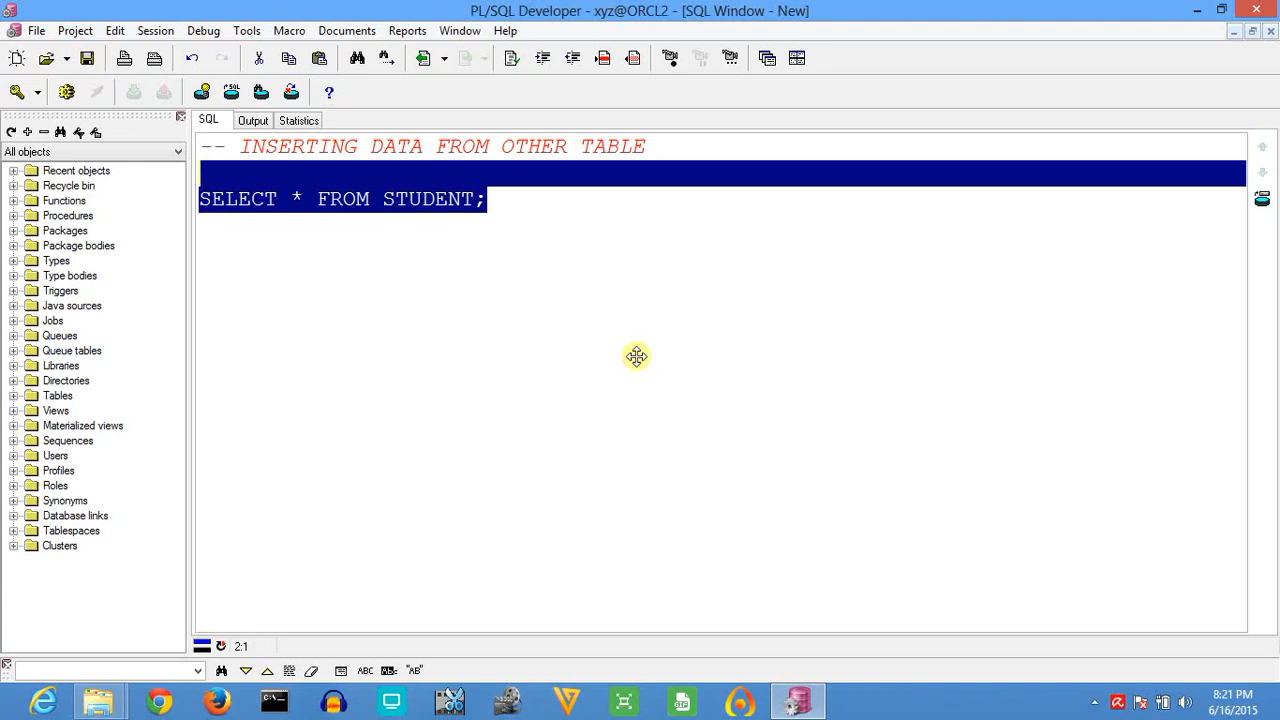 PL/SQL Developer - xyz@ORCL2 - [SQL Window - New]
File Project Edit Session Debug Tools Macro Documents Reports Window Help
SQL Output Statistics
All objects
Recent objects
Recycle bin
Functions
Procedures
Packages
Package bodies
Types
Type bodies
Triggers
Java sources
Jobs
Queues
Queue tables
Libraries
Directories
Tables
Views
Materialized views
Sequences
Users
Profiles
Roles
Synonyms
Database links
Tablespaces
Clusters
-- INSERTING DATA FROM OTHER TABLE
SELECT * FROM STUDENT;
2:1
ABC "AB"
8:21 PM
6/16/2015